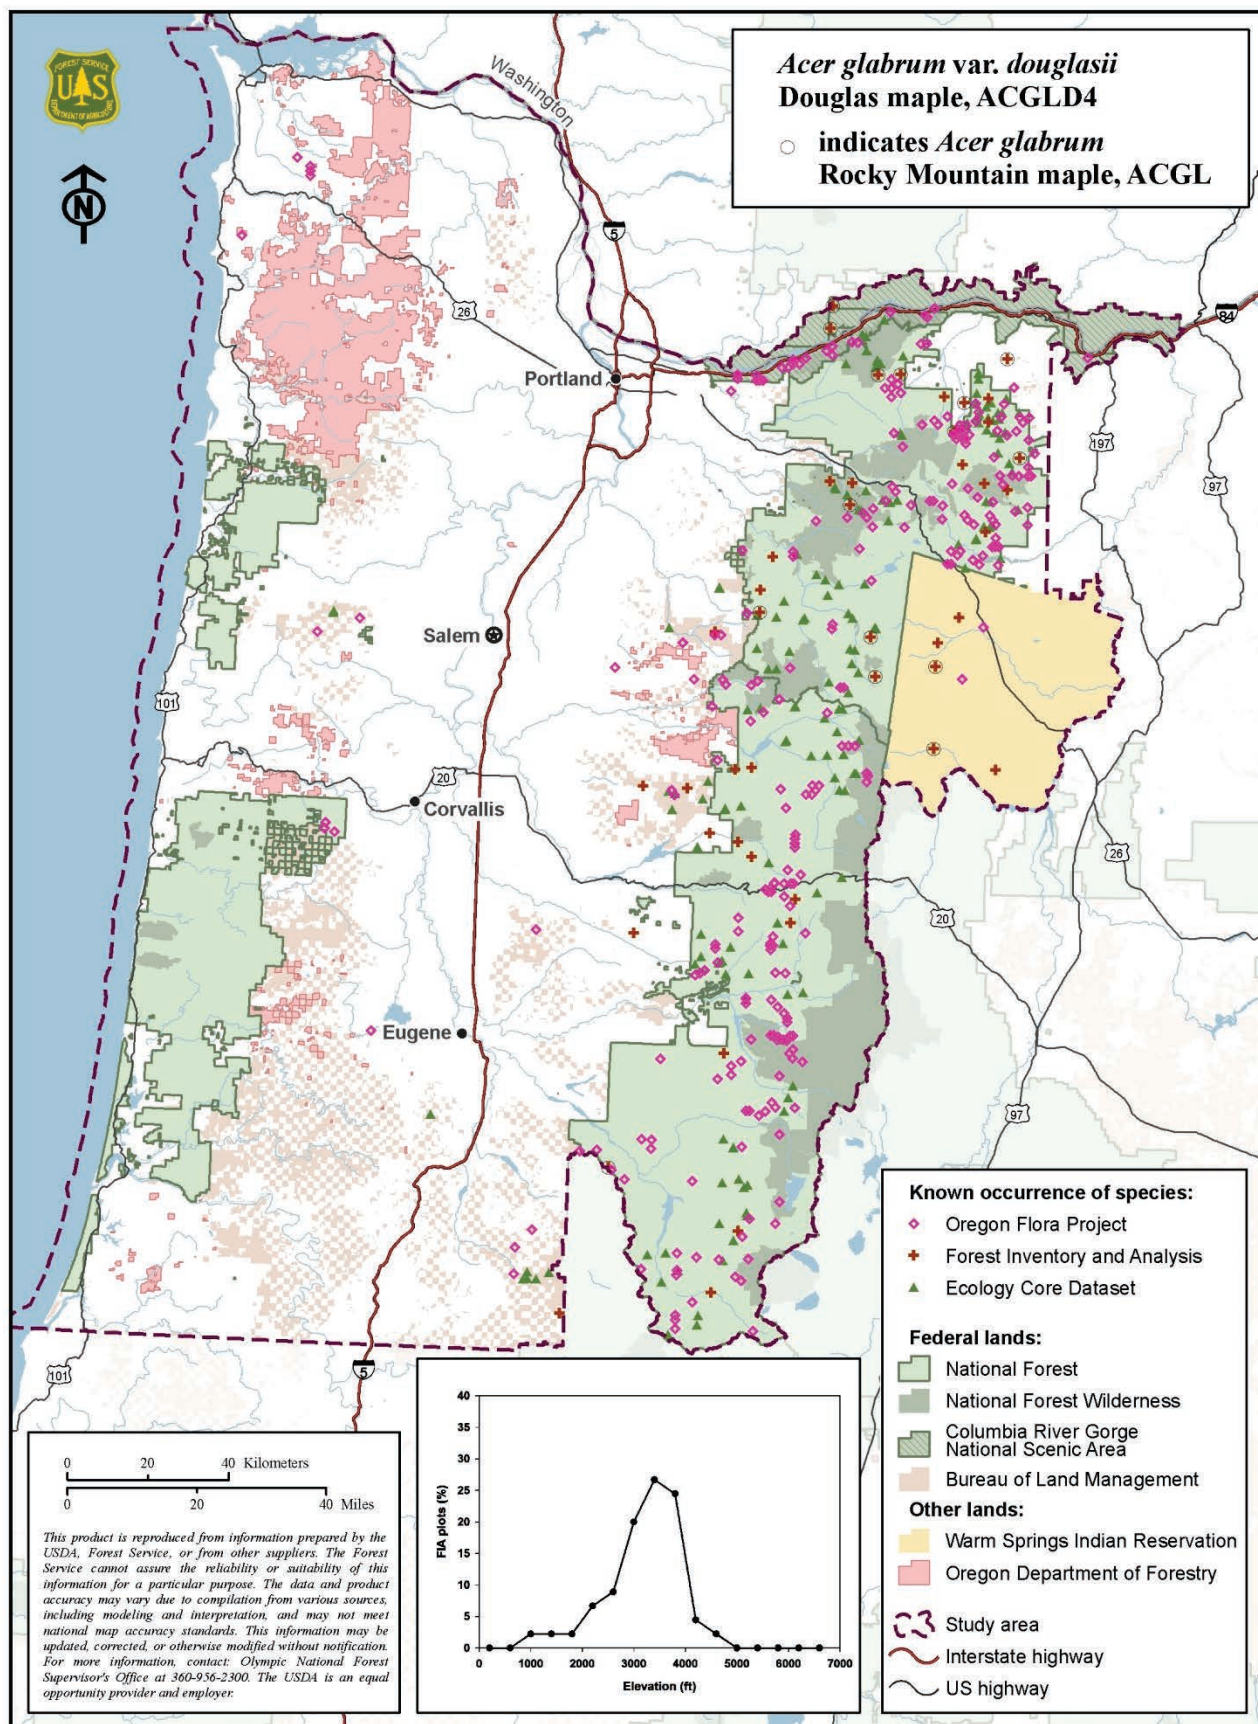 FOREST SERVICE
US
DEPARTMENT OF AGRICULTURE
N
Acer glabrum var. douglasii
Douglas maple, ACGLD4
indicates Acer glabrum
Rocky Mountain maple, ACGL
Washington
5
26
84
Portland
197
97
Salem
101
20
Corvallis
26
20
Eugene
97
5
101
Known occurrence of species:
Oregon Flora Project
Forest Inventory and Analysis
Ecology Core Dataset
Federal lands:
National Forest
National Forest Wilderness
Columbia River Gorge
National Scenic Area
Bureau of Land Management
Other lands:
Warm Springs Indian Reservation
Oregon Department of Forestry
Study area
Interstate highway
US highway
0 20 40 Kilometers
0 20 40 Miles
This product is reproduced from information prepared by the
USDA, Forest Service, or from other suppliers. The Forest
Service cannot assure the reliability or suitability of this
information for a particular purpose. The data and product
accuracy may vary due to compilation from various sources,
including modeling and interpretation, and may not meet
national map accuracy standards. This information may be
updated, corrected, or otherwise modified without notification.
For more information, contact: Olympic National Forest
Supervisor's Office at 360-956-2300. The USDA is an equal
opportunity provider and employer.
40
35
30
25
20
15
10
5
0
FIA plots (%)
0 1000 2000 3000 4000 5000 6000 7000
Elevation (ft)